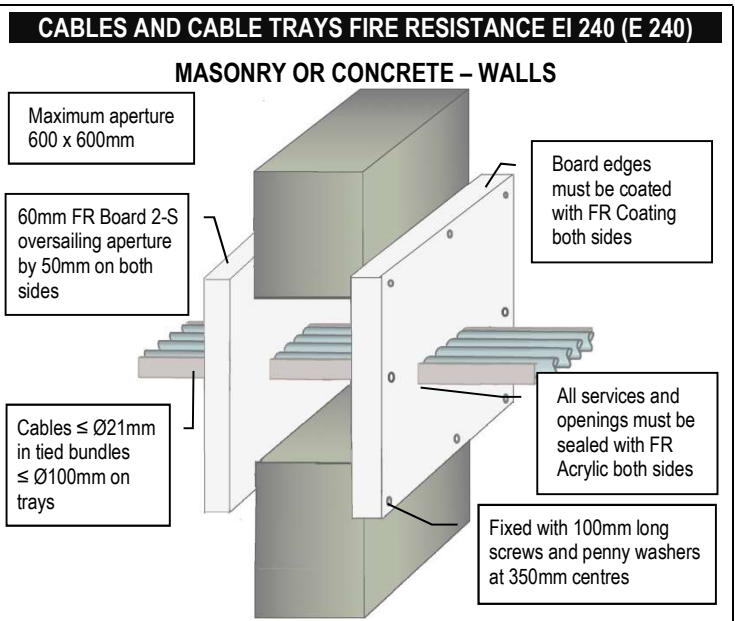 CABLES AND CABLE TRAYS FIRE RESISTANCE EI 240 (E 240)
MASONRY OR CONCRETE – WALLS
Maximum aperture
600 x 600mm
60mm FR Board 2-S
oversailing aperture
by 50mm on both
sides
Cables ≤ Ø21mm
in tied bundles
≤ Ø100mm on
trays
Board edges
must be coated
with FR Coating
both sides
All services and
openings must be
sealed with FR
Acrylic both sides
Fixed with 100mm long
screws and penny washers
at 350mm centres